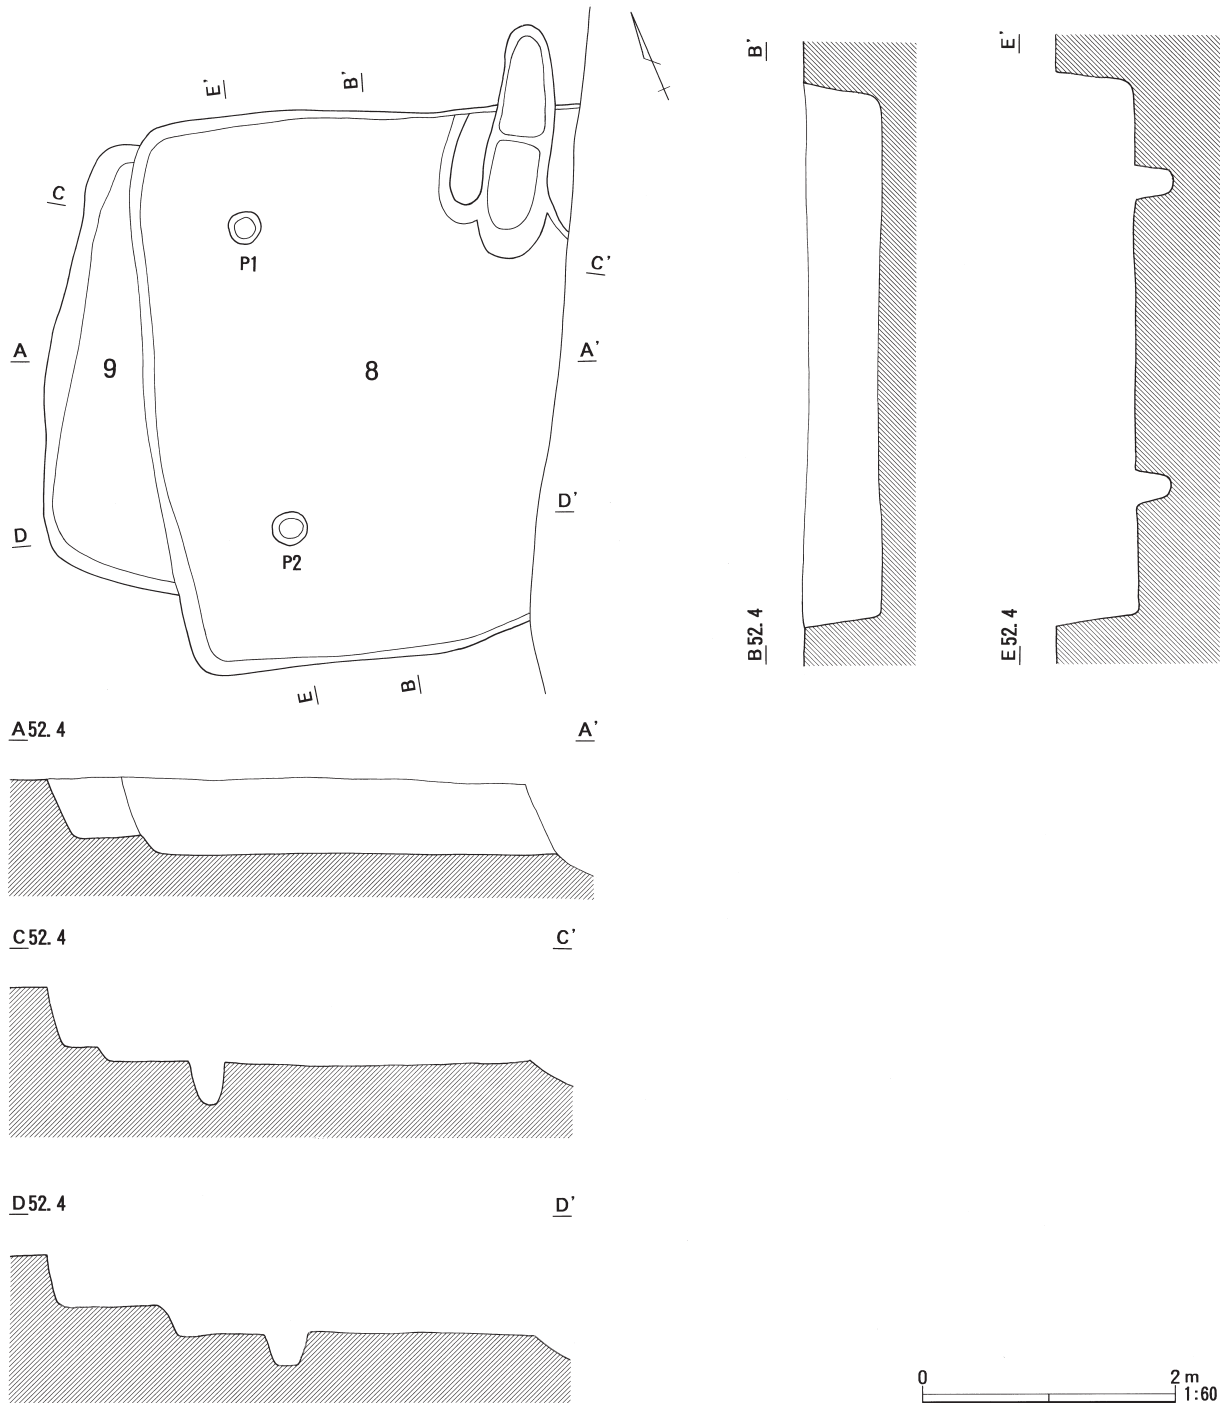 E' B' B' E'
C
P1
C'
A A'
9 8
D'
D
P2
B52.4 E52.4
E B
A52.4 A'
C52.4 C'
D52.4 D'
0 2m
1:60